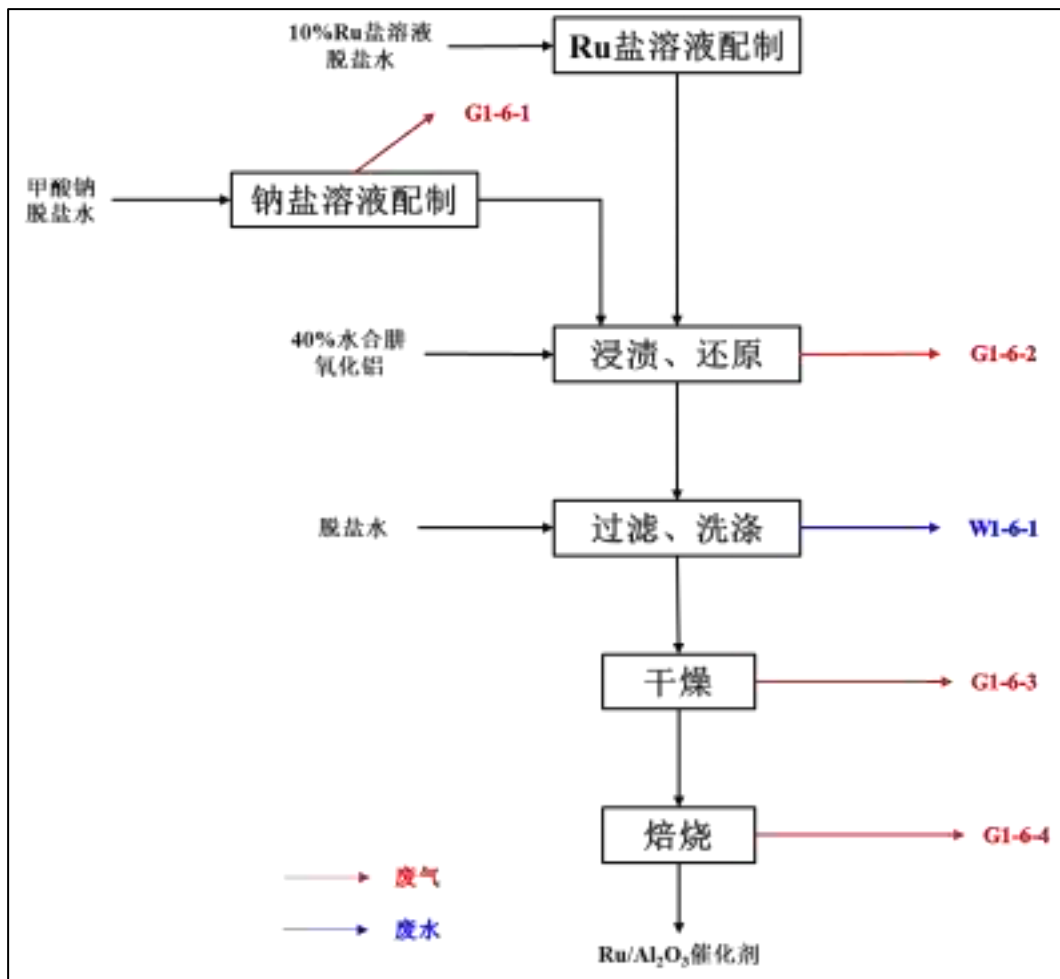 10%Ru盐溶液
脱盐水
Ru盐溶液配制
G1-6-1
甲酸钠
脱盐水
钠盐溶液配制
40%水合肼
氧化铝
浸渍、还原
G1-6-2
脱盐水
过滤、洗涤
W1-6-1
干燥
G1-6-3
焙烧
G1-6-4
废气
废水
Ru/Al₂O₃催化剂